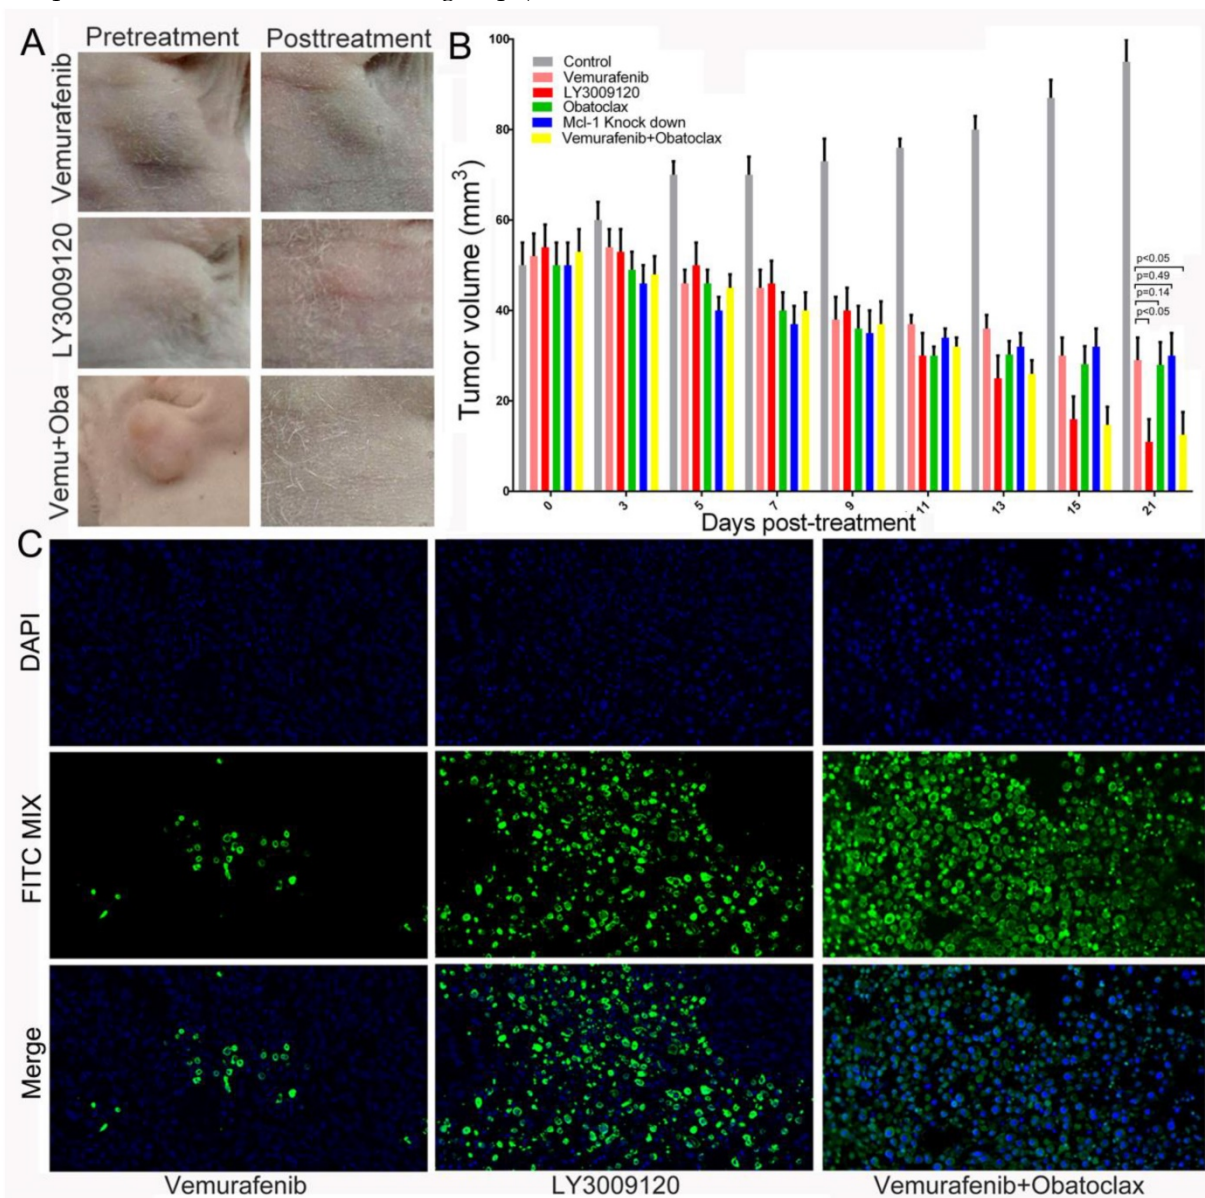 A
Pretreatment
Posttreatment
Vemurafenib
LY3009120
Vemu+Oba
B
Control
Vemurafenib
LY3009120
Obatoclax
Mcl-1 Knock down
Vemurafenib+Obatoclax
Tumor volume (mm³)
100
80
60
40
20
0
p<0.05
p=0.49
p=0.14
p<0.05
0
3
5
7
9
11
13
15
21
Days post-treatment
C
DAPI
FITC MIX
Merge
Vemurafenib
LY3009120
Vemurafenib+Obatoclax